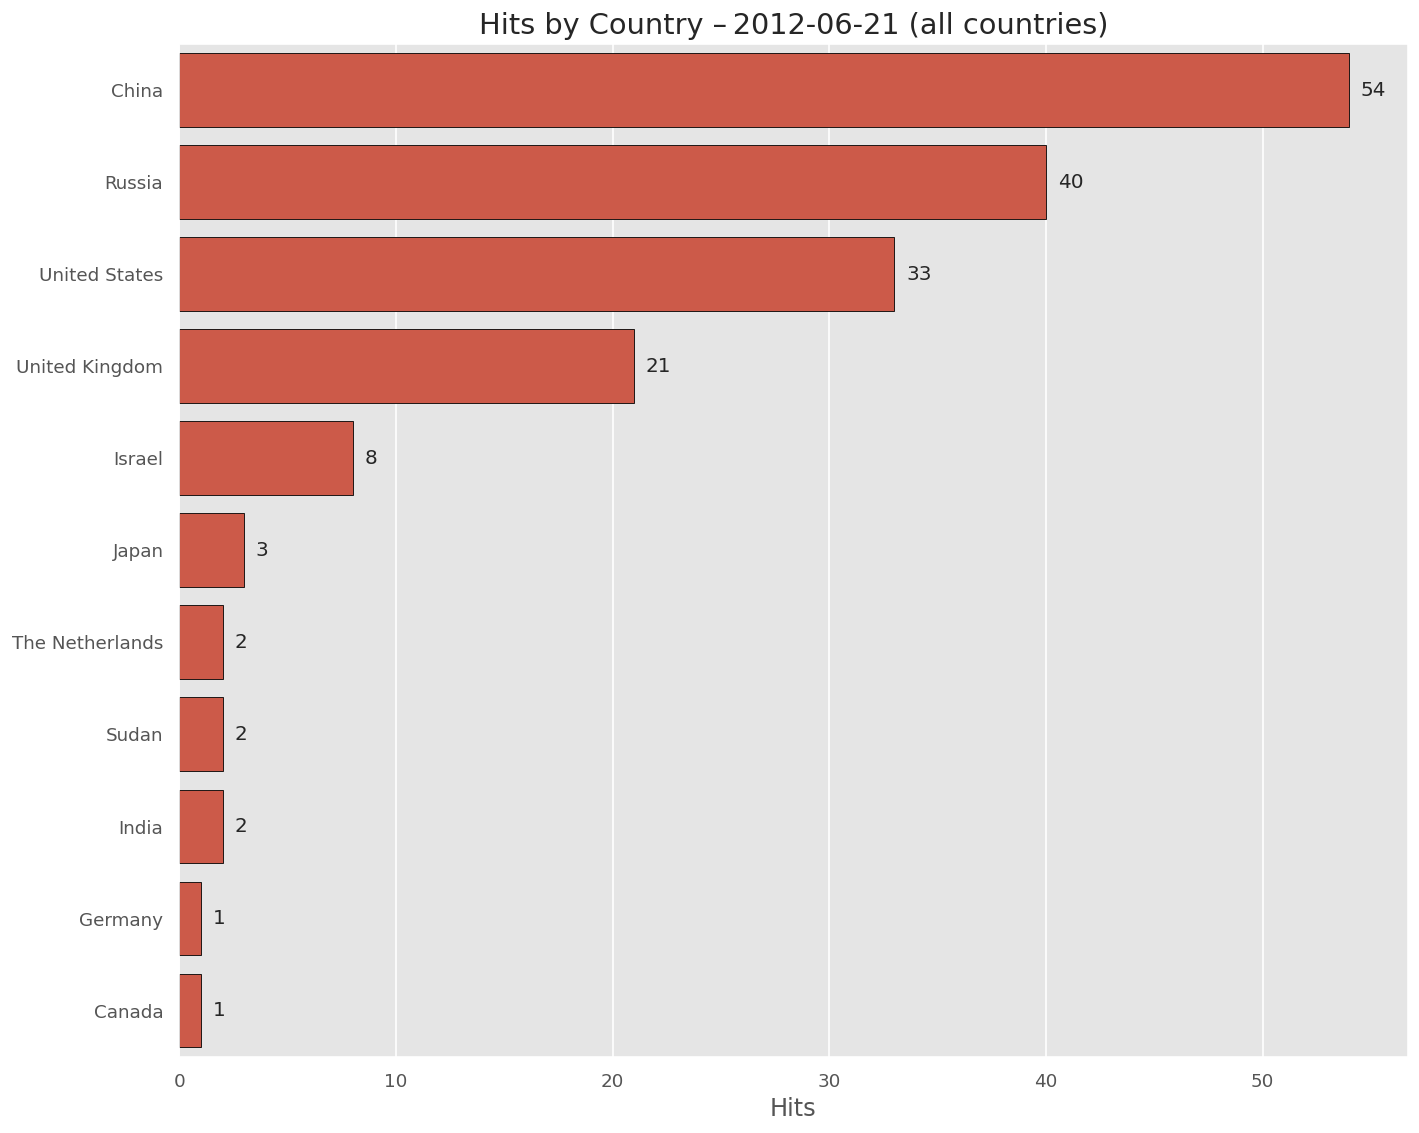 Hits by Country – 2012-06-21 (all countries)
China 54
Russia 40
United States 33
United Kingdom 21
Israel 8
Japan 3
The Netherlands 2
Sudan 2
India 2
Germany 1
Canada 1
0 10 20 30 40 50
Hits